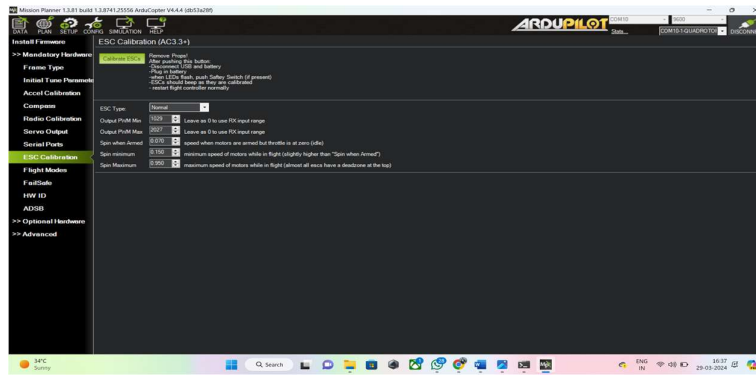 Mission Planner 1.3.81 build 1.3.8741.25556 ArduCopter V4.4.4 (db53a28f)
DATA PLAN SETUP CONFIG SIMULATION HELP
ARDUPILOT
COM10 9600
Stats... COM10-1-QUADROTOR DISCONNE
Install Firmware
>> Mandatory Hardware
Frame Type
Initial Tune Paramete
Accel Calibration
Compass
Radio Calibration
Servo Output
Serial Ports
ESC Calibration
Flight Modes
FailSafe
HW ID
ADSB
>> Optional Hardware
>> Advanced
ESC Calibration (AC3.3+)
Calibrate ESCs
Remove Props!
After pushing this button:
-Disconnect USB and battery
-Plug in battery
-when LEDs flash, push Saftey Switch (if present)
-ESCs should beep as they are calibrated
- restart flight controller normally
ESC Type: Normal
Output PWM Min 1029 Leave as 0 to use RX input range
Output PWM Max 2027 Leave as 0 to use RX input range
Spin when Armed 0.070 speed when motors are armed but throttle is at zero (idle)
Spin minimum 0.150 minimum speed of motors while in flight (slightly higher than "Spin when Armed")
Spin Maximum 0.950 maximum speed of motors in flight (almost all escs have a deadzone at the top)
34°C
Sunny
Search
ENG
IN
16:37
29-03-2024